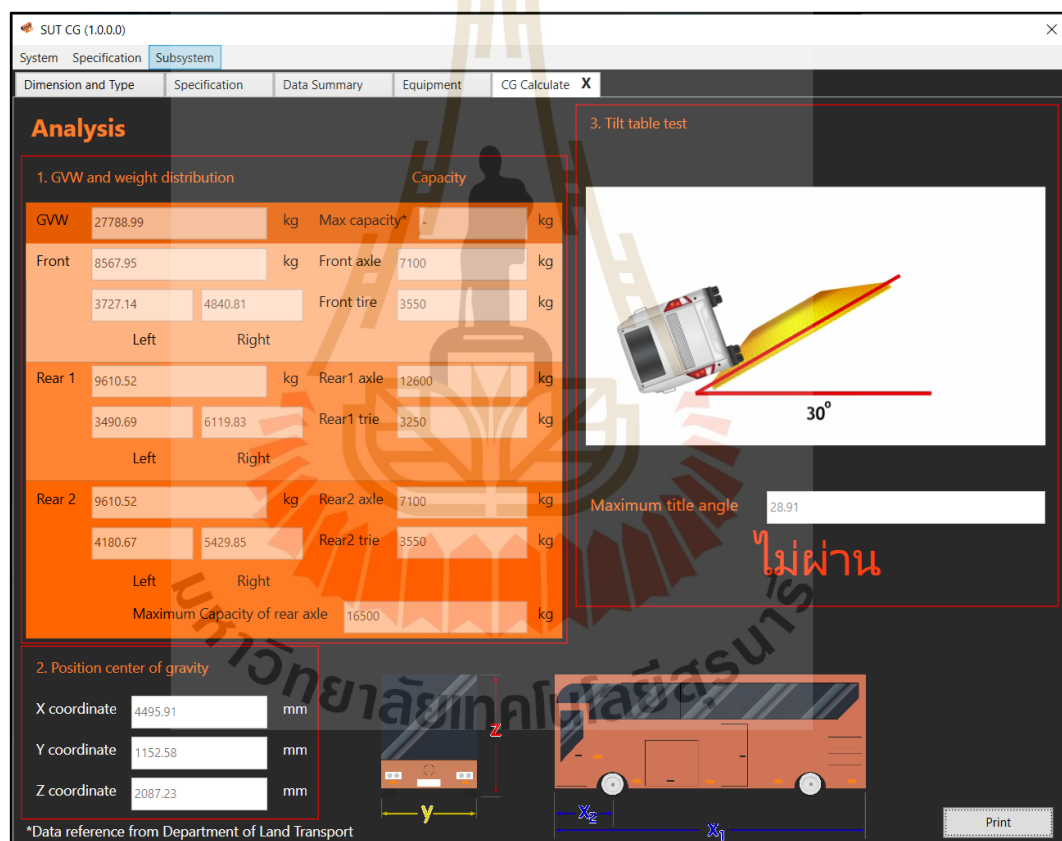 SUT CG (1.0.0.0)
System Specification Subsystem
Dimension and Type Specification Data Summary Equipment CG Calculate X
Analysis
1. GVW and weight distribution Capacity
GVW 27788.99 kg Max capacity* - kg
Front 8567.95 kg Front axle 7100 kg
3727.14 4840.81 Front tire 3550 kg
Left Right
Rear 1 9610.52 kg Rear1 axle 12600 kg
3490.69 6119.83 Rear1 trie 3250 kg
Left Right
Rear 2 9610.52 kg Rear2 axle 7100 kg
4180.67 5429.85 Rear2 trie 3550 kg
Left Right
Maximum Capacity of rear axle 16500 kg
2. Position center of gravity
X coordinate 4495.91 mm
Y coordinate 1152.58 mm
Z coordinate 2087.23 mm
*Data reference from Department of Land Transport
3. Tilt table test
30°
Maximum title angle 28.91
ไม่ผ่าน
z
y
x₂
x₁
Print
มหาวิทยาลัยเทคโนโลยีสุรนารี